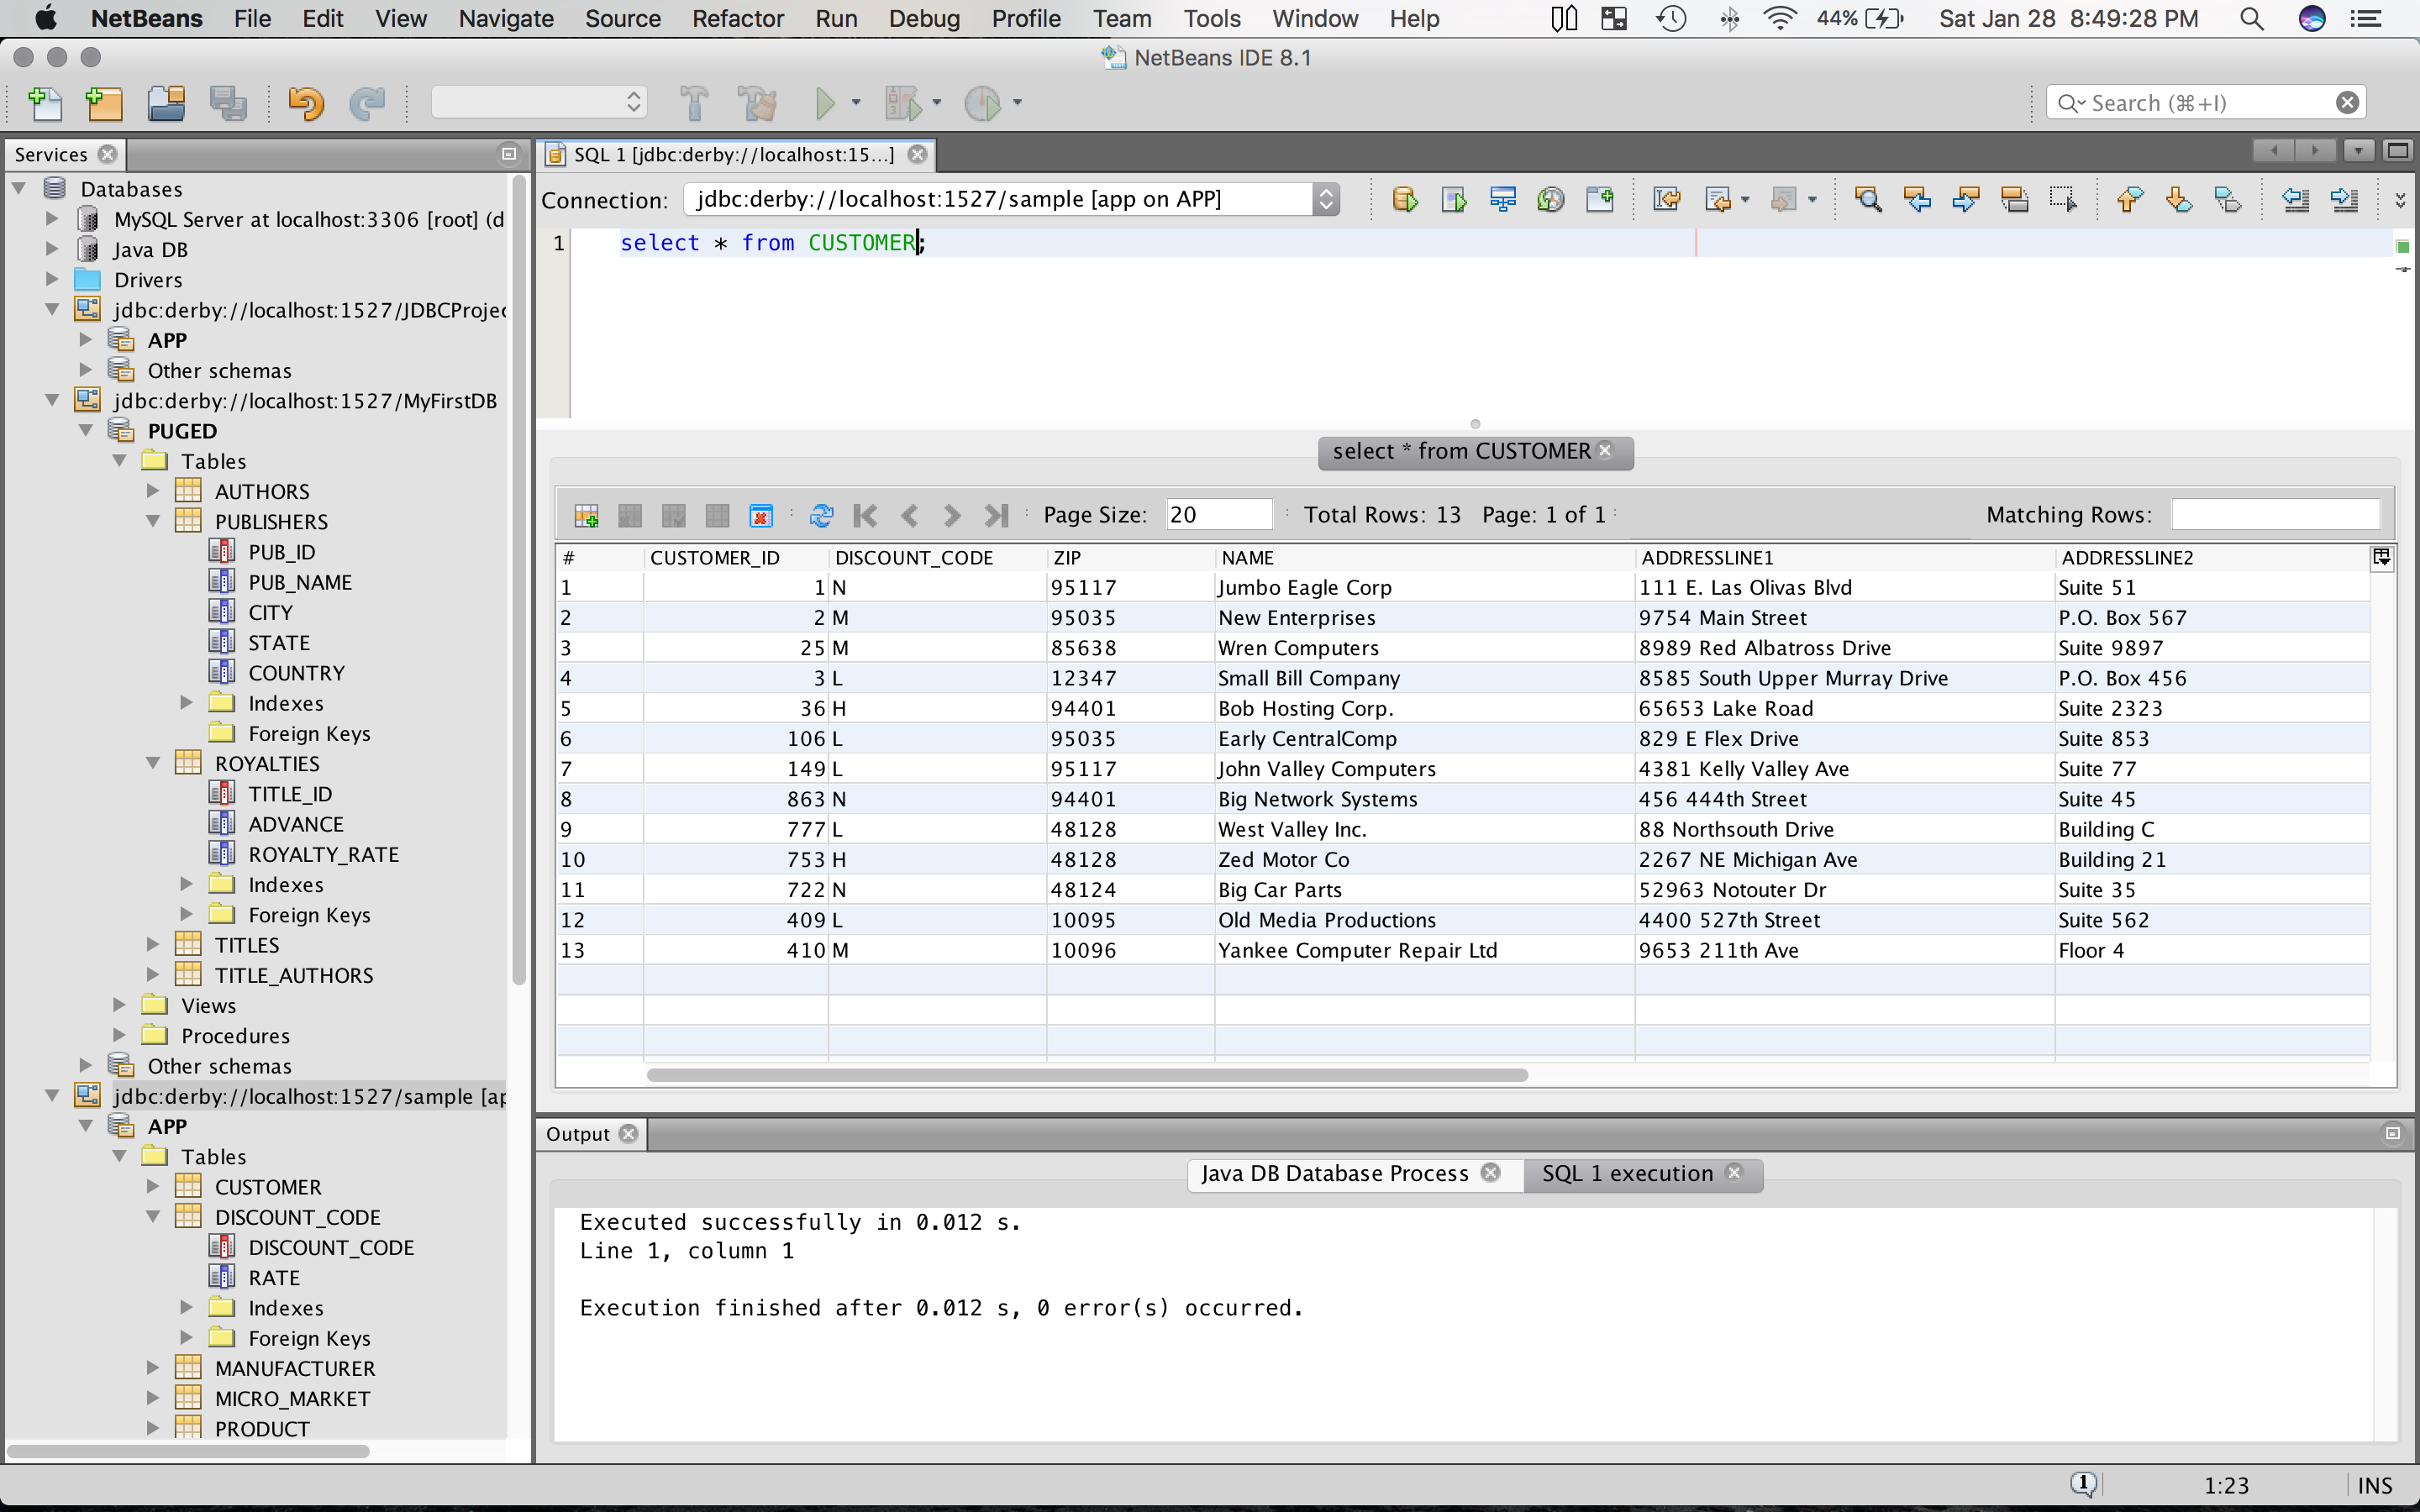 NetBeans File Edit View Navigate Source Refactor Run Debug Profile Team Tools Window Help 44% Sat Jan 28 8:49:28 PM
NetBeans IDE 8.1
Search (⌘+I)
Services
Databases
MySQL Server at localhost:3306 [root] (d
Java DB
Drivers
jdbc:derby://localhost:1527/JDBCProjec
APP
Other schemas
jdbc:derby://localhost:1527/MyFirstDB
PUGED
Tables
AUTHORS
PUBLISHERS
PUB_ID
PUB_NAME
CITY
STATE
COUNTRY
Indexes
Foreign Keys
ROYALTIES
TITLE_ID
ADVANCE
ROYALTY_RATE
Indexes
Foreign Keys
TITLES
TITLE_AUTHORS
Views
Procedures
Other schemas
jdbc:derby://localhost:1527/sample [ap
APP
Tables
CUSTOMER
DISCOUNT_CODE
DISCOUNT_CODE
RATE
Indexes
Foreign Keys
MANUFACTURER
MICRO_MARKET
PRODUCT
SQL 1 [jdbc:derby://localhost:15...]
Connection: jdbc:derby://localhost:1527/sample [app on APP]
1 select * from CUSTOMER;
select * from CUSTOMER
Page Size: 20 Total Rows: 13 Page: 1 of 1 Matching Rows:
# CUSTOMER_ID DISCOUNT_CODE ZIP NAME ADDRESSLINE1 ADDRESSLINE2
1 1 N 95117 Jumbo Eagle Corp 111 E. Las Olivas Blvd Suite 51
2 2 M 95035 New Enterprises 9754 Main Street P.O. Box 567
3 25 M 85638 Wren Computers 8989 Red Albatross Drive Suite 9897
4 3 L 12347 Small Bill Company 8585 South Upper Murray Drive P.O. Box 456
5 36 H 94401 Bob Hosting Corp. 65653 Lake Road Suite 2323
6 106 L 95035 Early CentralComp 829 E Flex Drive Suite 853
7 149 L 95117 John Valley Computers 4381 Kelly Valley Ave Suite 77
8 863 N 94401 Big Network Systems 456 444th Street Suite 45
9 777 L 48128 West Valley Inc. 88 Northsouth Drive Building C
10 753 H 48128 Zed Motor Co 2267 NE Michigan Ave Building 21
11 722 N 48124 Big Car Parts 52963 Notouter Dr Suite 35
12 409 L 10095 Old Media Productions 4400 527th Street Suite 562
13 410 M 10096 Yankee Computer Repair Ltd 9653 211th Ave Floor 4
Output
Java DB Database Process SQL 1 execution
Executed successfully in 0.012 s.
Line 1, column 1
Execution finished after 0.012 s, 0 error(s) occurred.
1 1:23 INS